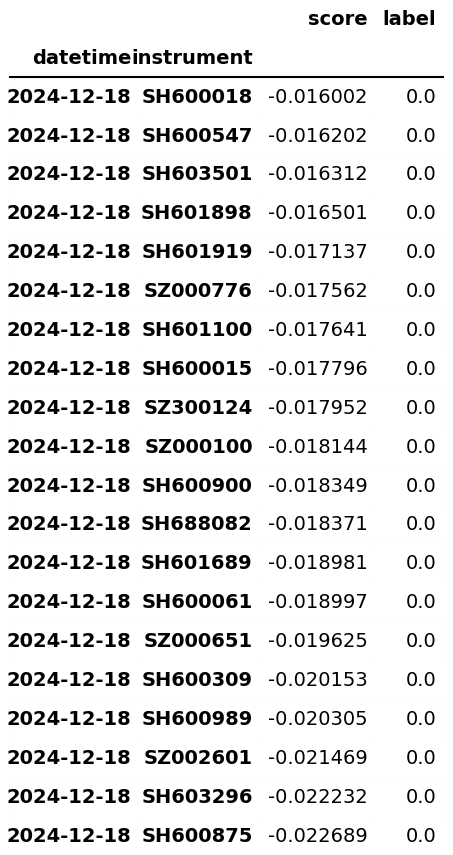 score label
datetime instrument
2024-12-18 SH600018 -0.016002 0.0
2024-12-18 SH600547 -0.016202 0.0
2024-12-18 SH603501 -0.016312 0.0
2024-12-18 SH601898 -0.016501 0.0
2024-12-18 SH601919 -0.017137 0.0
2024-12-18 SZ000776 -0.017562 0.0
2024-12-18 SH601100 -0.017641 0.0
2024-12-18 SH600015 -0.017796 0.0
2024-12-18 SZ300124 -0.017952 0.0
2024-12-18 SZ000100 -0.018144 0.0
2024-12-18 SH600900 -0.018349 0.0
2024-12-18 SH688082 -0.018371 0.0
2024-12-18 SH601689 -0.018981 0.0
2024-12-18 SH600061 -0.018997 0.0
2024-12-18 SZ000651 -0.019625 0.0
2024-12-18 SH600309 -0.020153 0.0
2024-12-18 SH600989 -0.020305 0.0
2024-12-18 SZ002601 -0.021469 0.0
2024-12-18 SH603296 -0.022232 0.0
2024-12-18 SH600875 -0.022689 0.0